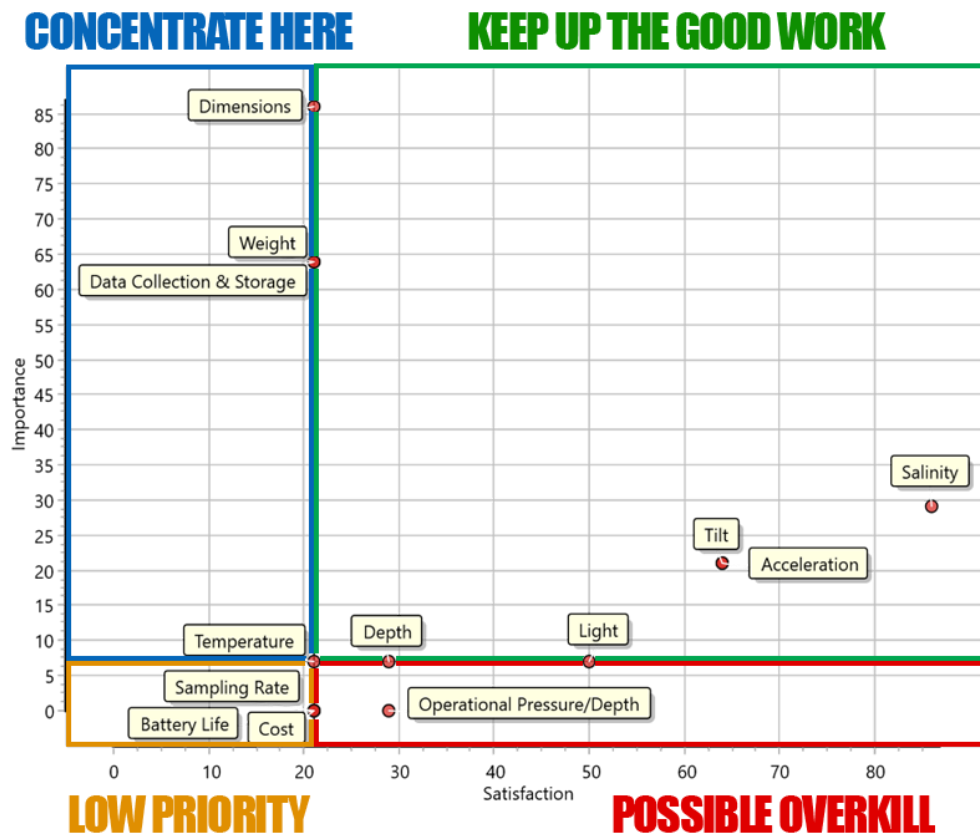 CONCENTRATE HERE
KEEP UP THE GOOD WORK
Dimensions
85
80
75
70
Weight
65
Data Collection & Storage
60
55
50
45
Importance
40
35
Salinity
30
Tilt
25
Acceleration
20
15
Light
Depth
Temperature
10
5
Sampling Rate
Operational Pressure/Depth
0
Battery Life
Cost
0 10 20 30 40 50 60 70 80
Satisfaction
LOW PRIORITY
POSSIBLE OVERKILL